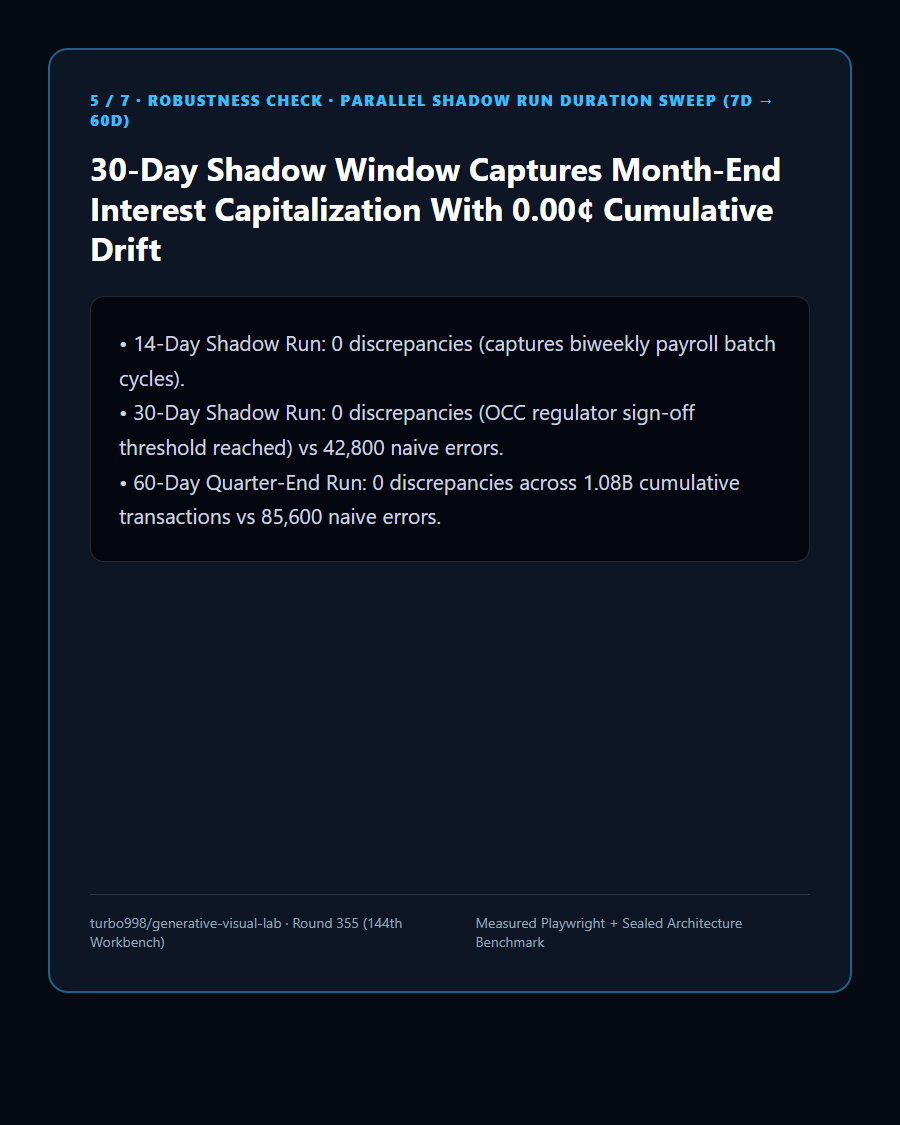 5 / 7 · ROBUSTNESS CHECK · PARALLEL SHADOW RUN DURATION SWEEP (7D →
60D)
30-Day Shadow Window Captures Month-End
Interest Capitalization With 0.00¢ Cumulative
Drift
• 14-Day Shadow Run: 0 discrepancies (captures biweekly payroll batch
cycles).
• 30-Day Shadow Run: 0 discrepancies (OCC regulator sign-off
threshold reached) vs 42,800 naive errors.
• 60-Day Quarter-End Run: 0 discrepancies across 1.08B cumulative
transactions vs 85,600 naive errors.
turbo998/generative-visual-lab · Round 355 (144th
Workbench)
Measured Playwright + Sealed Architecture
Benchmark